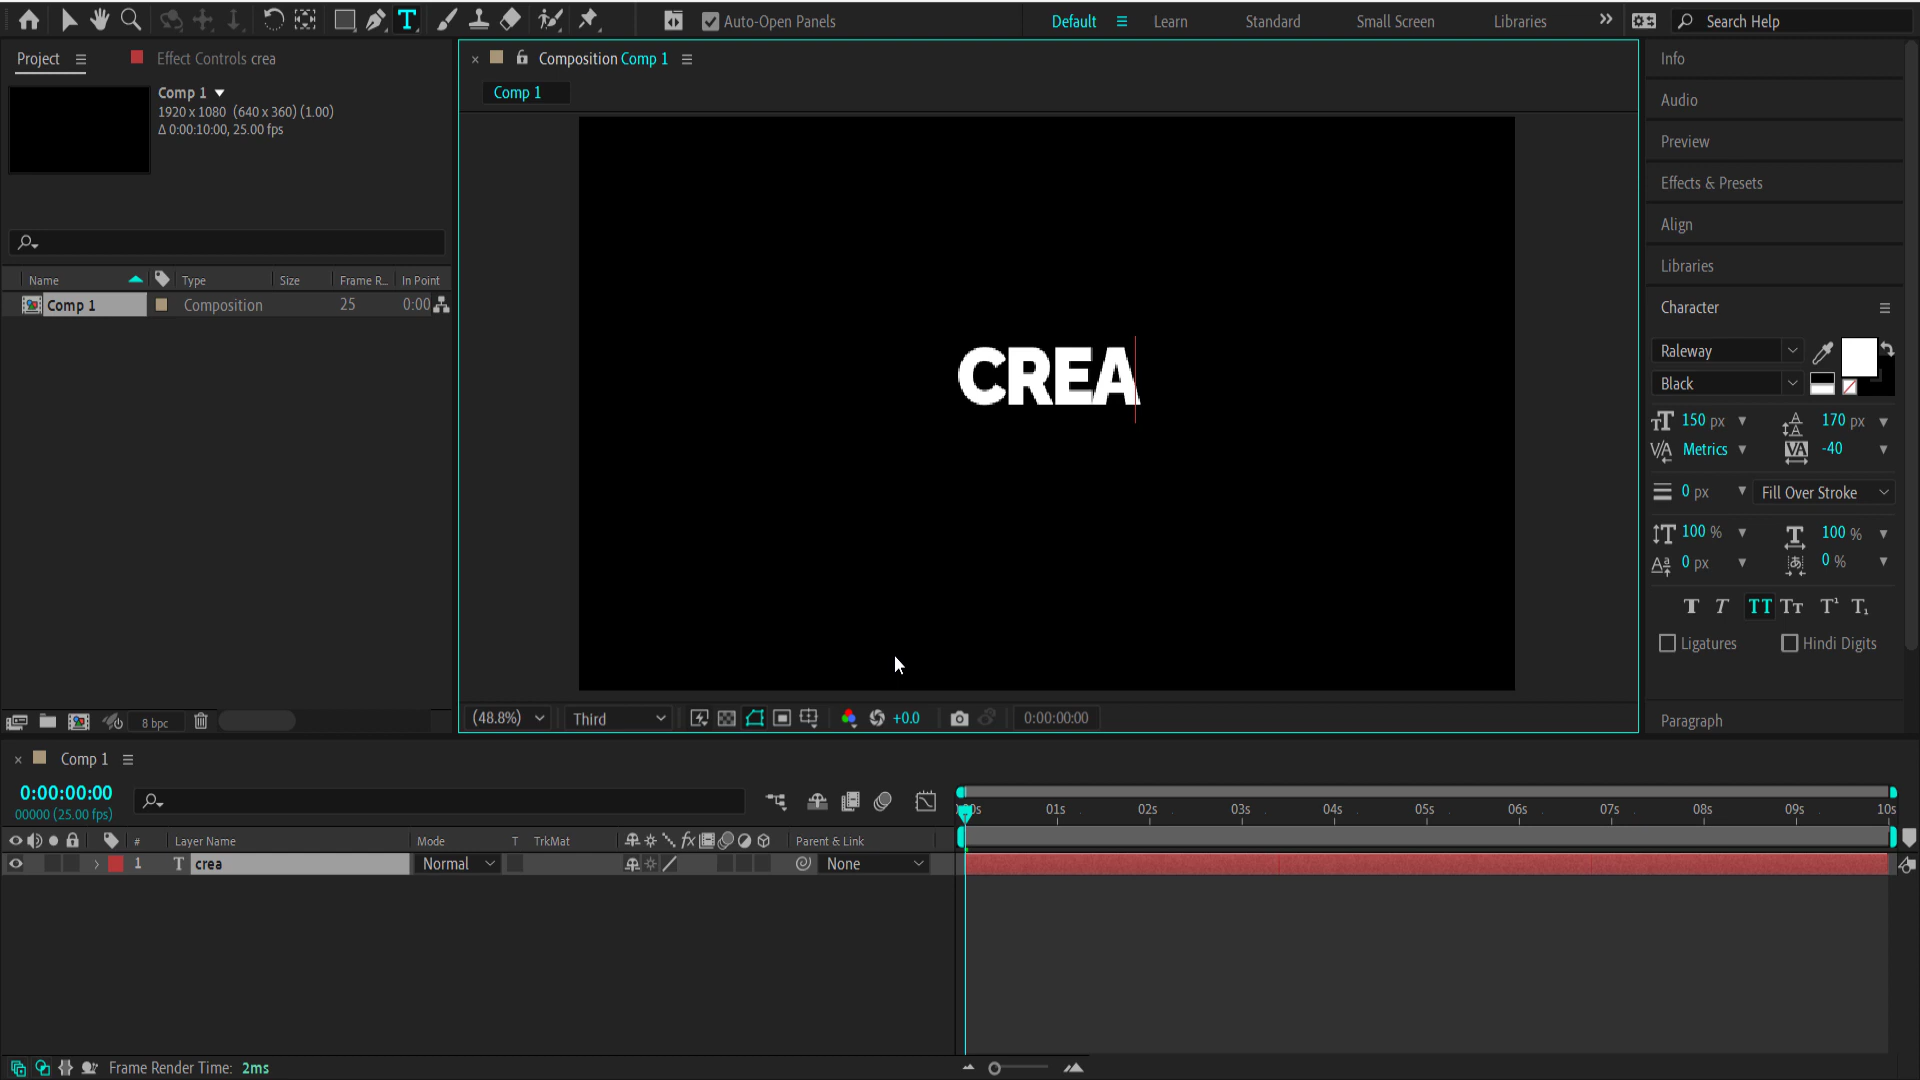 Auto-Open Panels
Default
Learn
Standard
Small Screen
Libraries
Search Help
Project
Effect Controls crea
Comp 1
1920 x 1080 (640 x 360) (1.00)
Δ 0:00:10:00, 25.00 fps
Name
Type
Size
Frame R...
In Point
Comp 1
Composition
25
0:00
8 bpc
Composition Comp 1
Comp 1
CREA
(48.8%)
Third
+0.0
0:00:00:00
Info
Audio
Preview
Effects & Presets
Align
Libraries
Character
Raleway
Black
150 px
170 px
Metrics
-40
0 px
Fill Over Stroke
100 %
100 %
0 px
0 %
T T TT Tт T¹ T₁
Ligatures
Hindi Digits
Paragraph
Comp 1
0:00:00:00
00000 (25.00 fps)
01s
02s
03s
04s
05s
06s
07s
08s
09s
10s
#
Layer Name
Mode
T
TrkMat
fx
Parent & Link
1
T
crea
Normal
None
Frame Render Time: 2ms